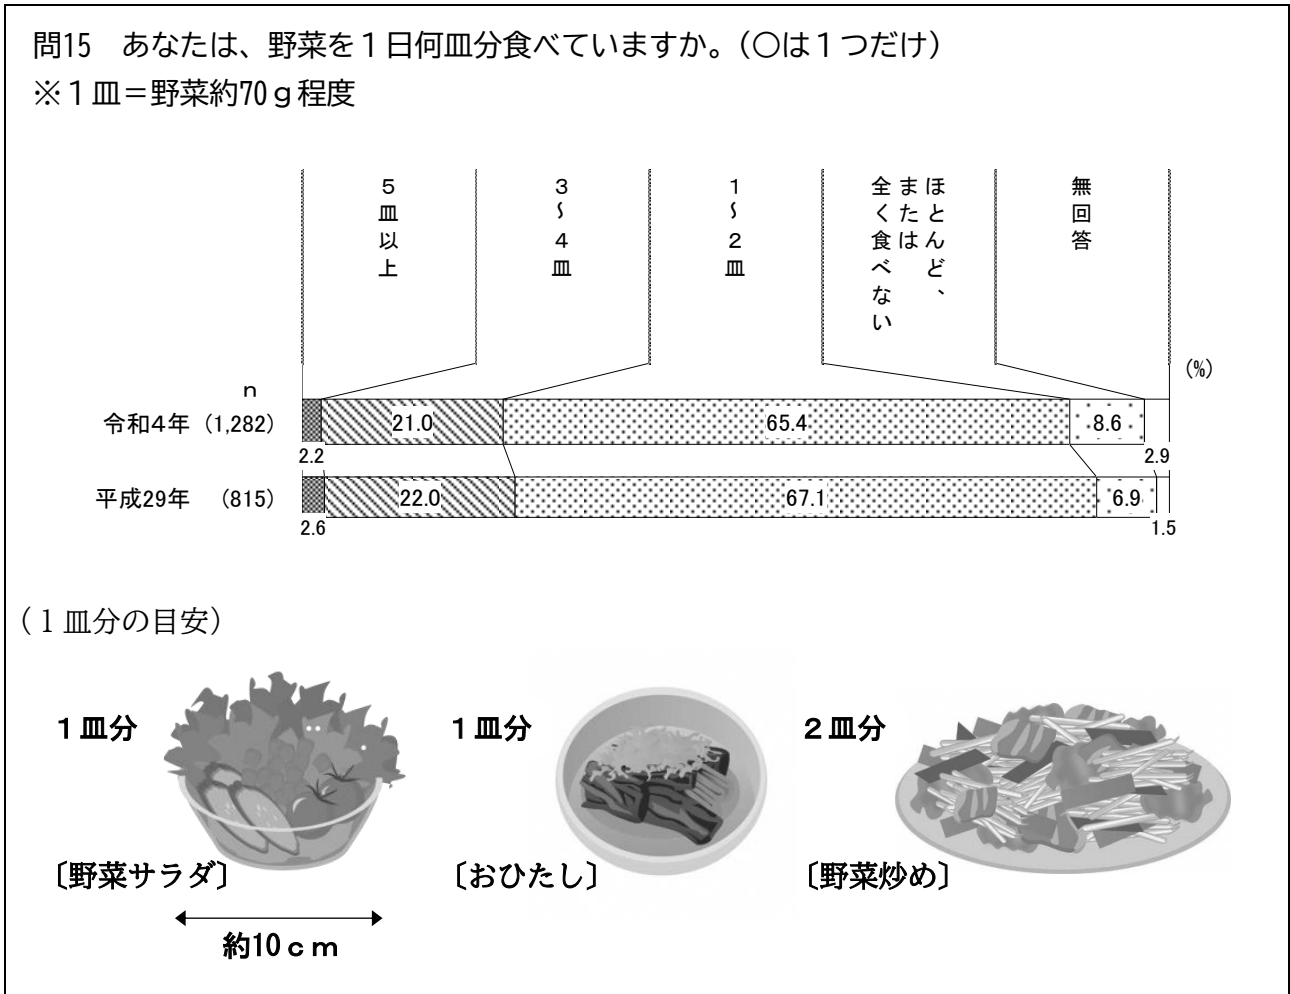 問15　あなたは、野菜を１日何皿分食べていますか。（○は１つだけ）
※１皿＝野菜約70ｇ程度
５皿以上
３～４皿
１～２皿
ほとんど、
または
全く食べない
無回答
(%)
n
令和４年 (1,282)
21.0
65.4
8.6
2.2
2.9
平成29年 (815)
22.0
67.1
6.9
2.6
1.5
（１皿分の目安）
１皿分
１皿分
２皿分
〔野菜サラダ〕
〔おひたし〕
〔野菜炒め〕
約10ｃｍ